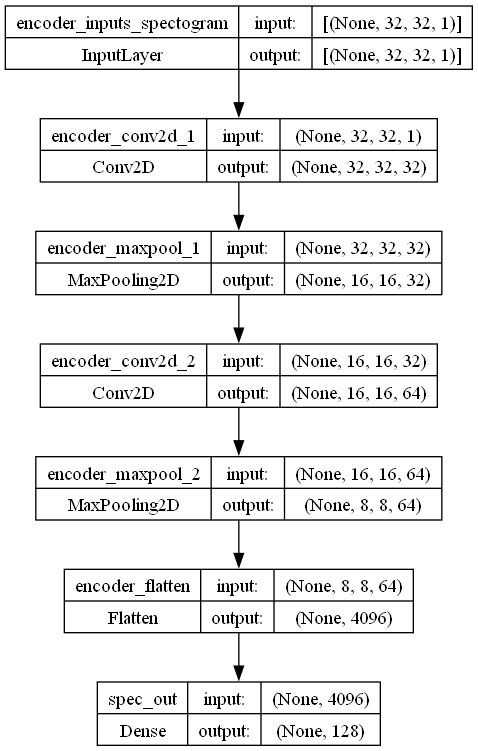 encoder_inputs_spectogram input: [(None, 32, 32, 1)]
InputLayer output: [(None, 32, 32, 1)]
encoder_conv2d_1 input: (None, 32, 32, 1)
Conv2D output: (None, 32, 32, 32)
encoder_maxpool_1 input: (None, 32, 32, 32)
MaxPooling2D output: (None, 16, 16, 32)
encoder_conv2d_2 input: (None, 16, 16, 32)
Conv2D output: (None, 16, 16, 64)
encoder_maxpool_2 input: (None, 16, 16, 64)
MaxPooling2D output: (None, 8, 8, 64)
encoder_flatten input: (None, 8, 8, 64)
Flatten output: (None, 4096)
spec_out input: (None, 4096)
Dense output: (None, 128)